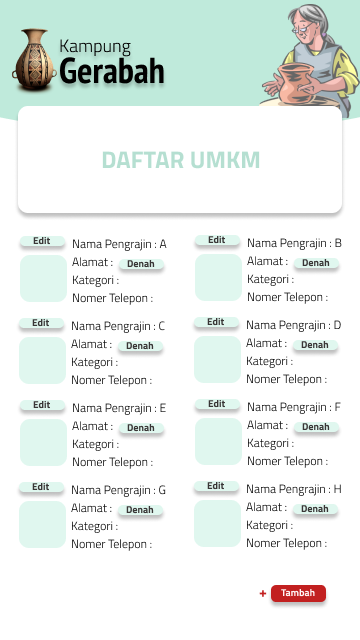 Kampung
Gerabah
DAFTAR UMKM
Edit
Nama Pengrajin : A
Alamat : Denah
Kategori :
Nomer Telepon :
Edit
Nama Pengrajin : B
Alamat : Denah
Kategori :
Nomer Telepon :
Edit
Nama Pengrajin : C
Alamat : Denah
Kategori :
Nomer Telepon :
Edit
Nama Pengrajin : D
Alamat : Denah
Kategori :
Nomer Telepon :
Edit
Nama Pengrajin : E
Alamat : Denah
Kategori :
Nomer Telepon :
Edit
Nama Pengrajin : F
Alamat : Denah
Kategori :
Nomer Telepon :
Edit
Nama Pengrajin : G
Alamat : Denah
Kategori :
Nomer Telepon :
Edit
Nama Pengrajin : H
Alamat : Denah
Kategori :
Nomer Telepon :
+ Tambah